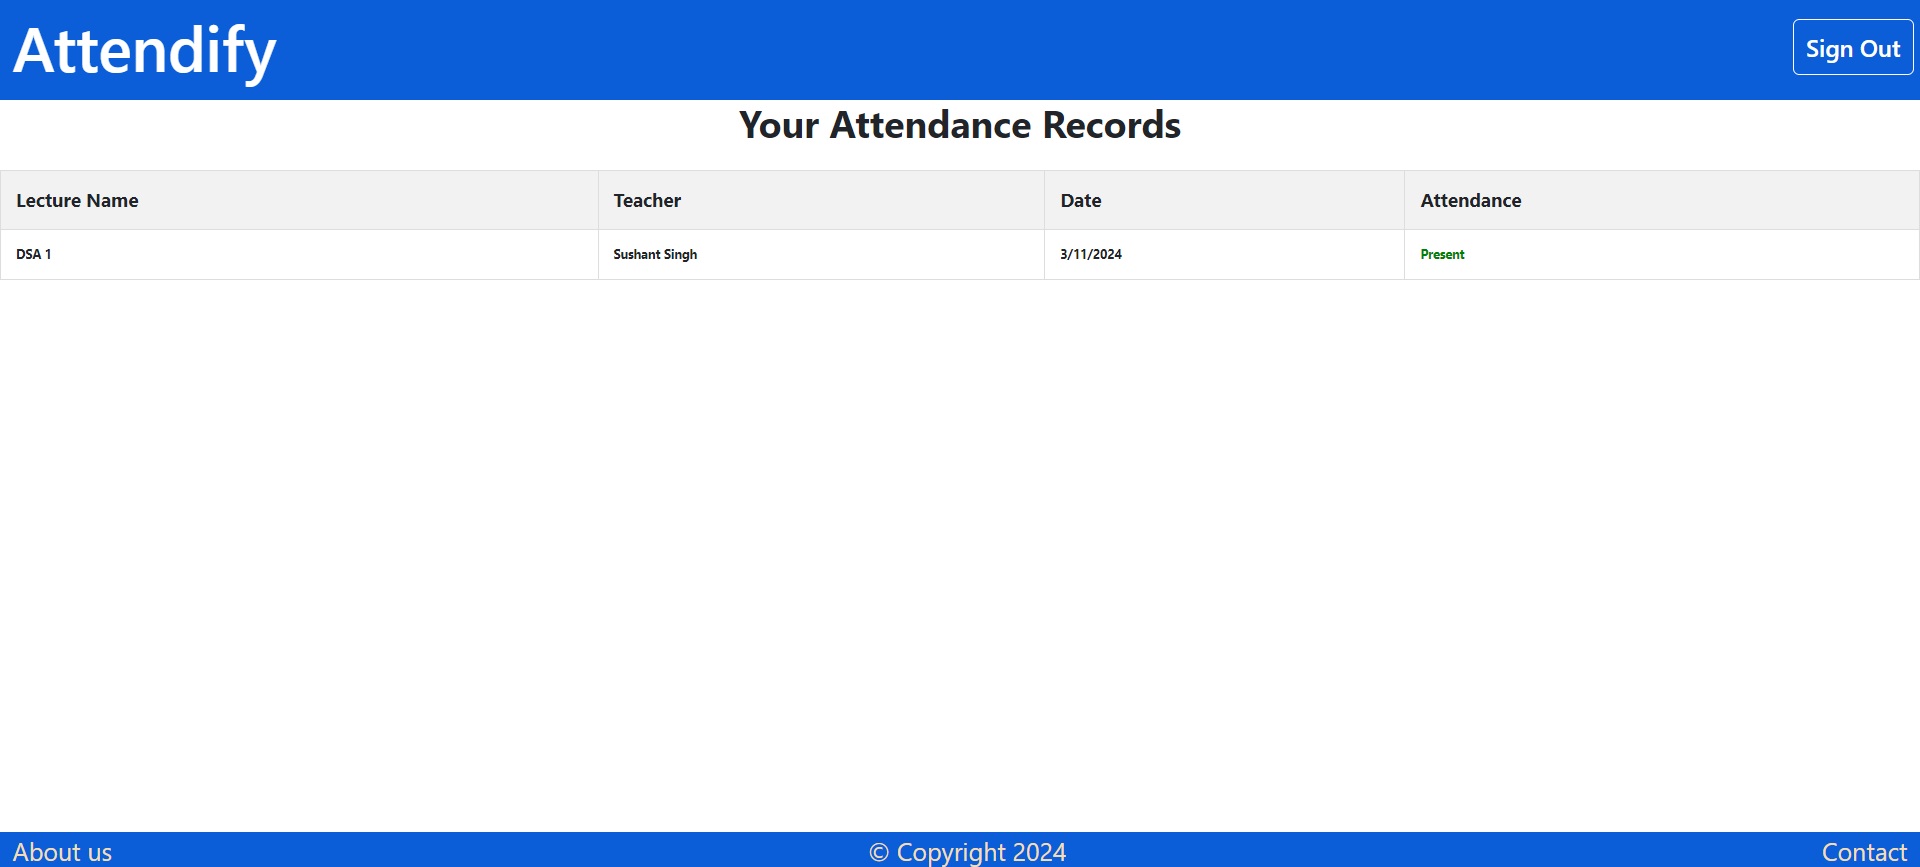 Attendify
Sign Out
Your Attendance Records
Lecture Name Teacher Date Attendance
DSA 1 Sushant Singh 3/11/2024 Present
About us © Copyright 2024 Contact